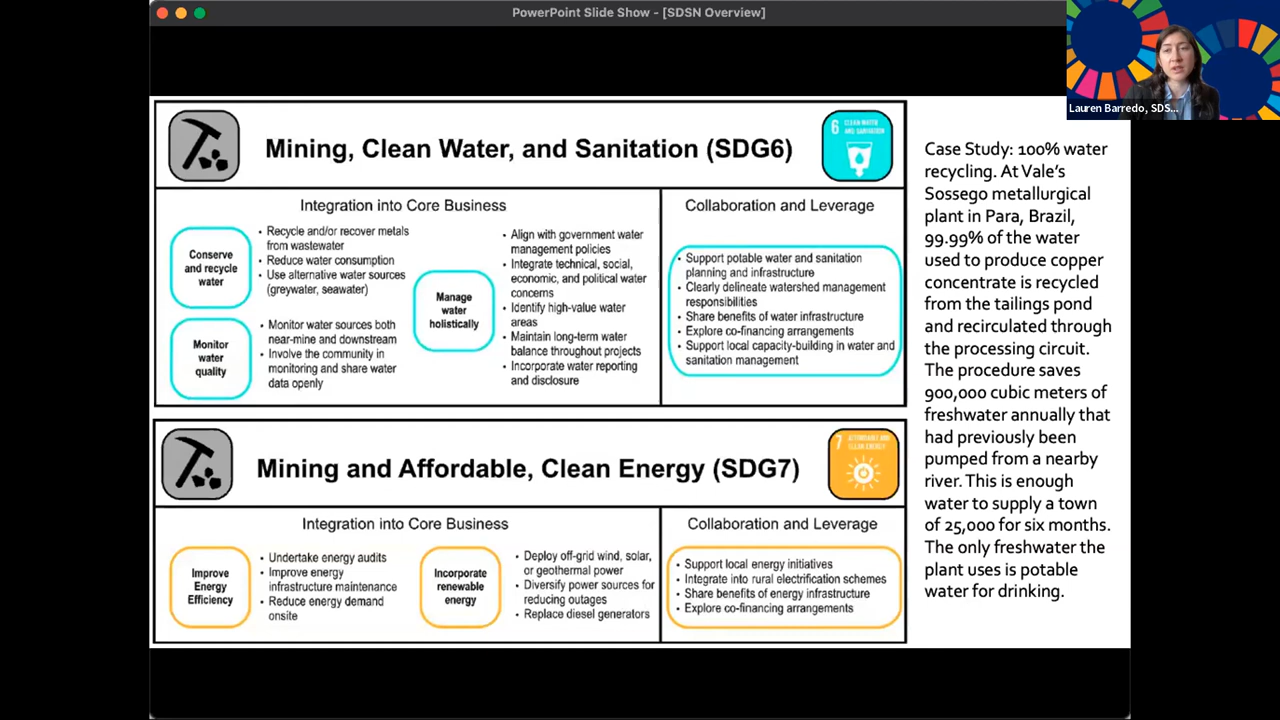 PowerPoint Slide Show - [SDSN Overview]
Lauren Barredo, SDS...
Mining, Clean Water, and Sanitation (SDG6)
6 CLEAN WATER
AND SANITATION
Integration into Core Business
Conserve
and recycle
water
• Recycle and/or recover metals
from wastewater
• Reduce water consumption
• Use alternative water sources
(greywater, seawater)
Monitor
water
quality
• Monitor water sources both
near-mine and downstream
• Involve the community in
monitoring and share water
data openly
Manage
water
holistically
• Align with government water
management policies
• Integrate technical, social,
economic, and political water
concerns
• Identify high-value water
areas
• Maintain long-term water
balance throughout projects
• Incorporate water reporting
and disclosure
Collaboration and Leverage
• Support potable water and sanitation
planning and infrastructure
• Clearly delineate watershed management
responsibilities
• Share benefits of water infrastructure
• Explore co-financing arrangements
• Support local capacity-building in water and
sanitation management
Mining and Affordable, Clean Energy (SDG7)
7 AFFORDABLE AND
CLEAN ENERGY
Integration into Core Business
Improve
Energy
Efficiency
• Undertake energy audits
• Improve energy
infrastructure maintenance
• Reduce energy demand
onsite
Incorporate
renewable
energy
• Deploy off-grid wind, solar,
or geothermal power
• Diversify power sources for
reducing outages
• Replace diesel generators
Collaboration and Leverage
• Support local energy initiatives
• Integrate into rural electrification schemes
• Share benefits of energy infrastructure
• Explore co-financing arrangements
Case Study: 100% water
recycling. At Vale's
Sossego metallurgical
plant in Para, Brazil,
99.99% of the water
used to produce copper
concentrate is recycled
from the tailings pond
and recirculated through
the processing circuit.
The procedure saves
900,000 cubic meters of
freshwater annually that
had previously been
pumped from a nearby
river. This is enough
water to supply a town
of 25,000 for six months.
The only freshwater the
plant uses is potable
water for drinking.